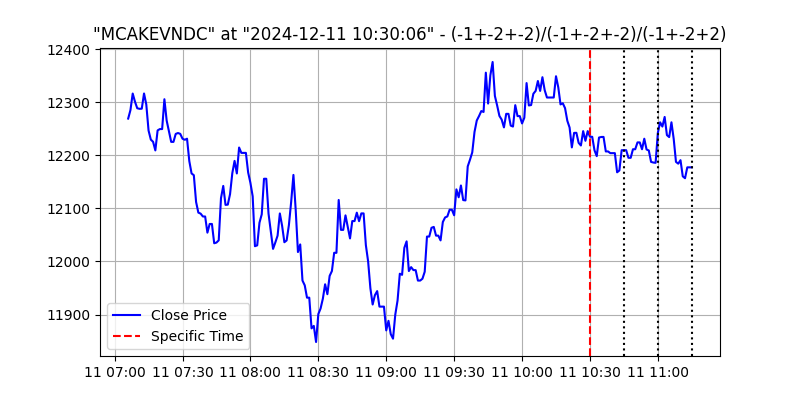 "MCAKEVNDC" at "2024-12-11 10:30:06" - (-1+-2+-2)/(-1+-2+-2)/(-1+-2+2)
12400
12300
12200
12100
12000
11900
Close Price
Specific Time
11 07:00 11 07:30 11 08:00 11 08:30 11 09:00 11 09:30 11 10:00 11 10:30 11 11:00